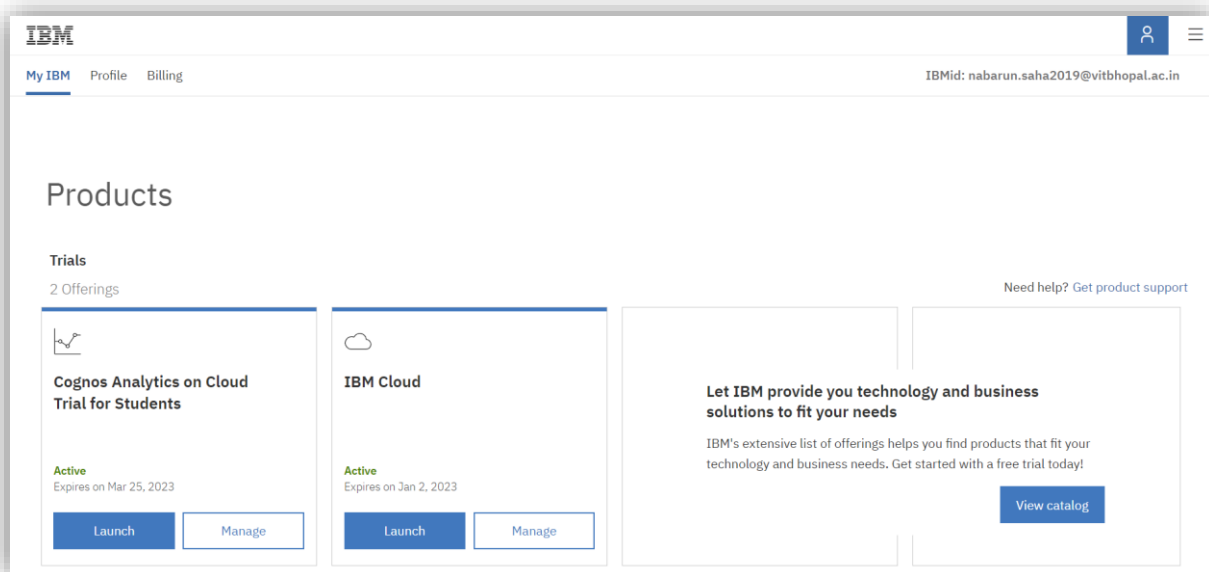 IBM
My IBM Profile Billing IBMid: nabarun.saha2019@vitbhopal.ac.in
Products
Trials
2 Offerings
Need help? Get product support
Cognos Analytics on Cloud
Trial for Students
Active
Expires on Mar 25, 2023
Launch Manage
IBM Cloud
Active
Expires on Jan 2, 2023
Launch Manage
Let IBM provide you technology and business
solutions to fit your needs
IBM's extensive list of offerings helps you find products that fit your
technology and business needs. Get started with a free trial today!
View catalog